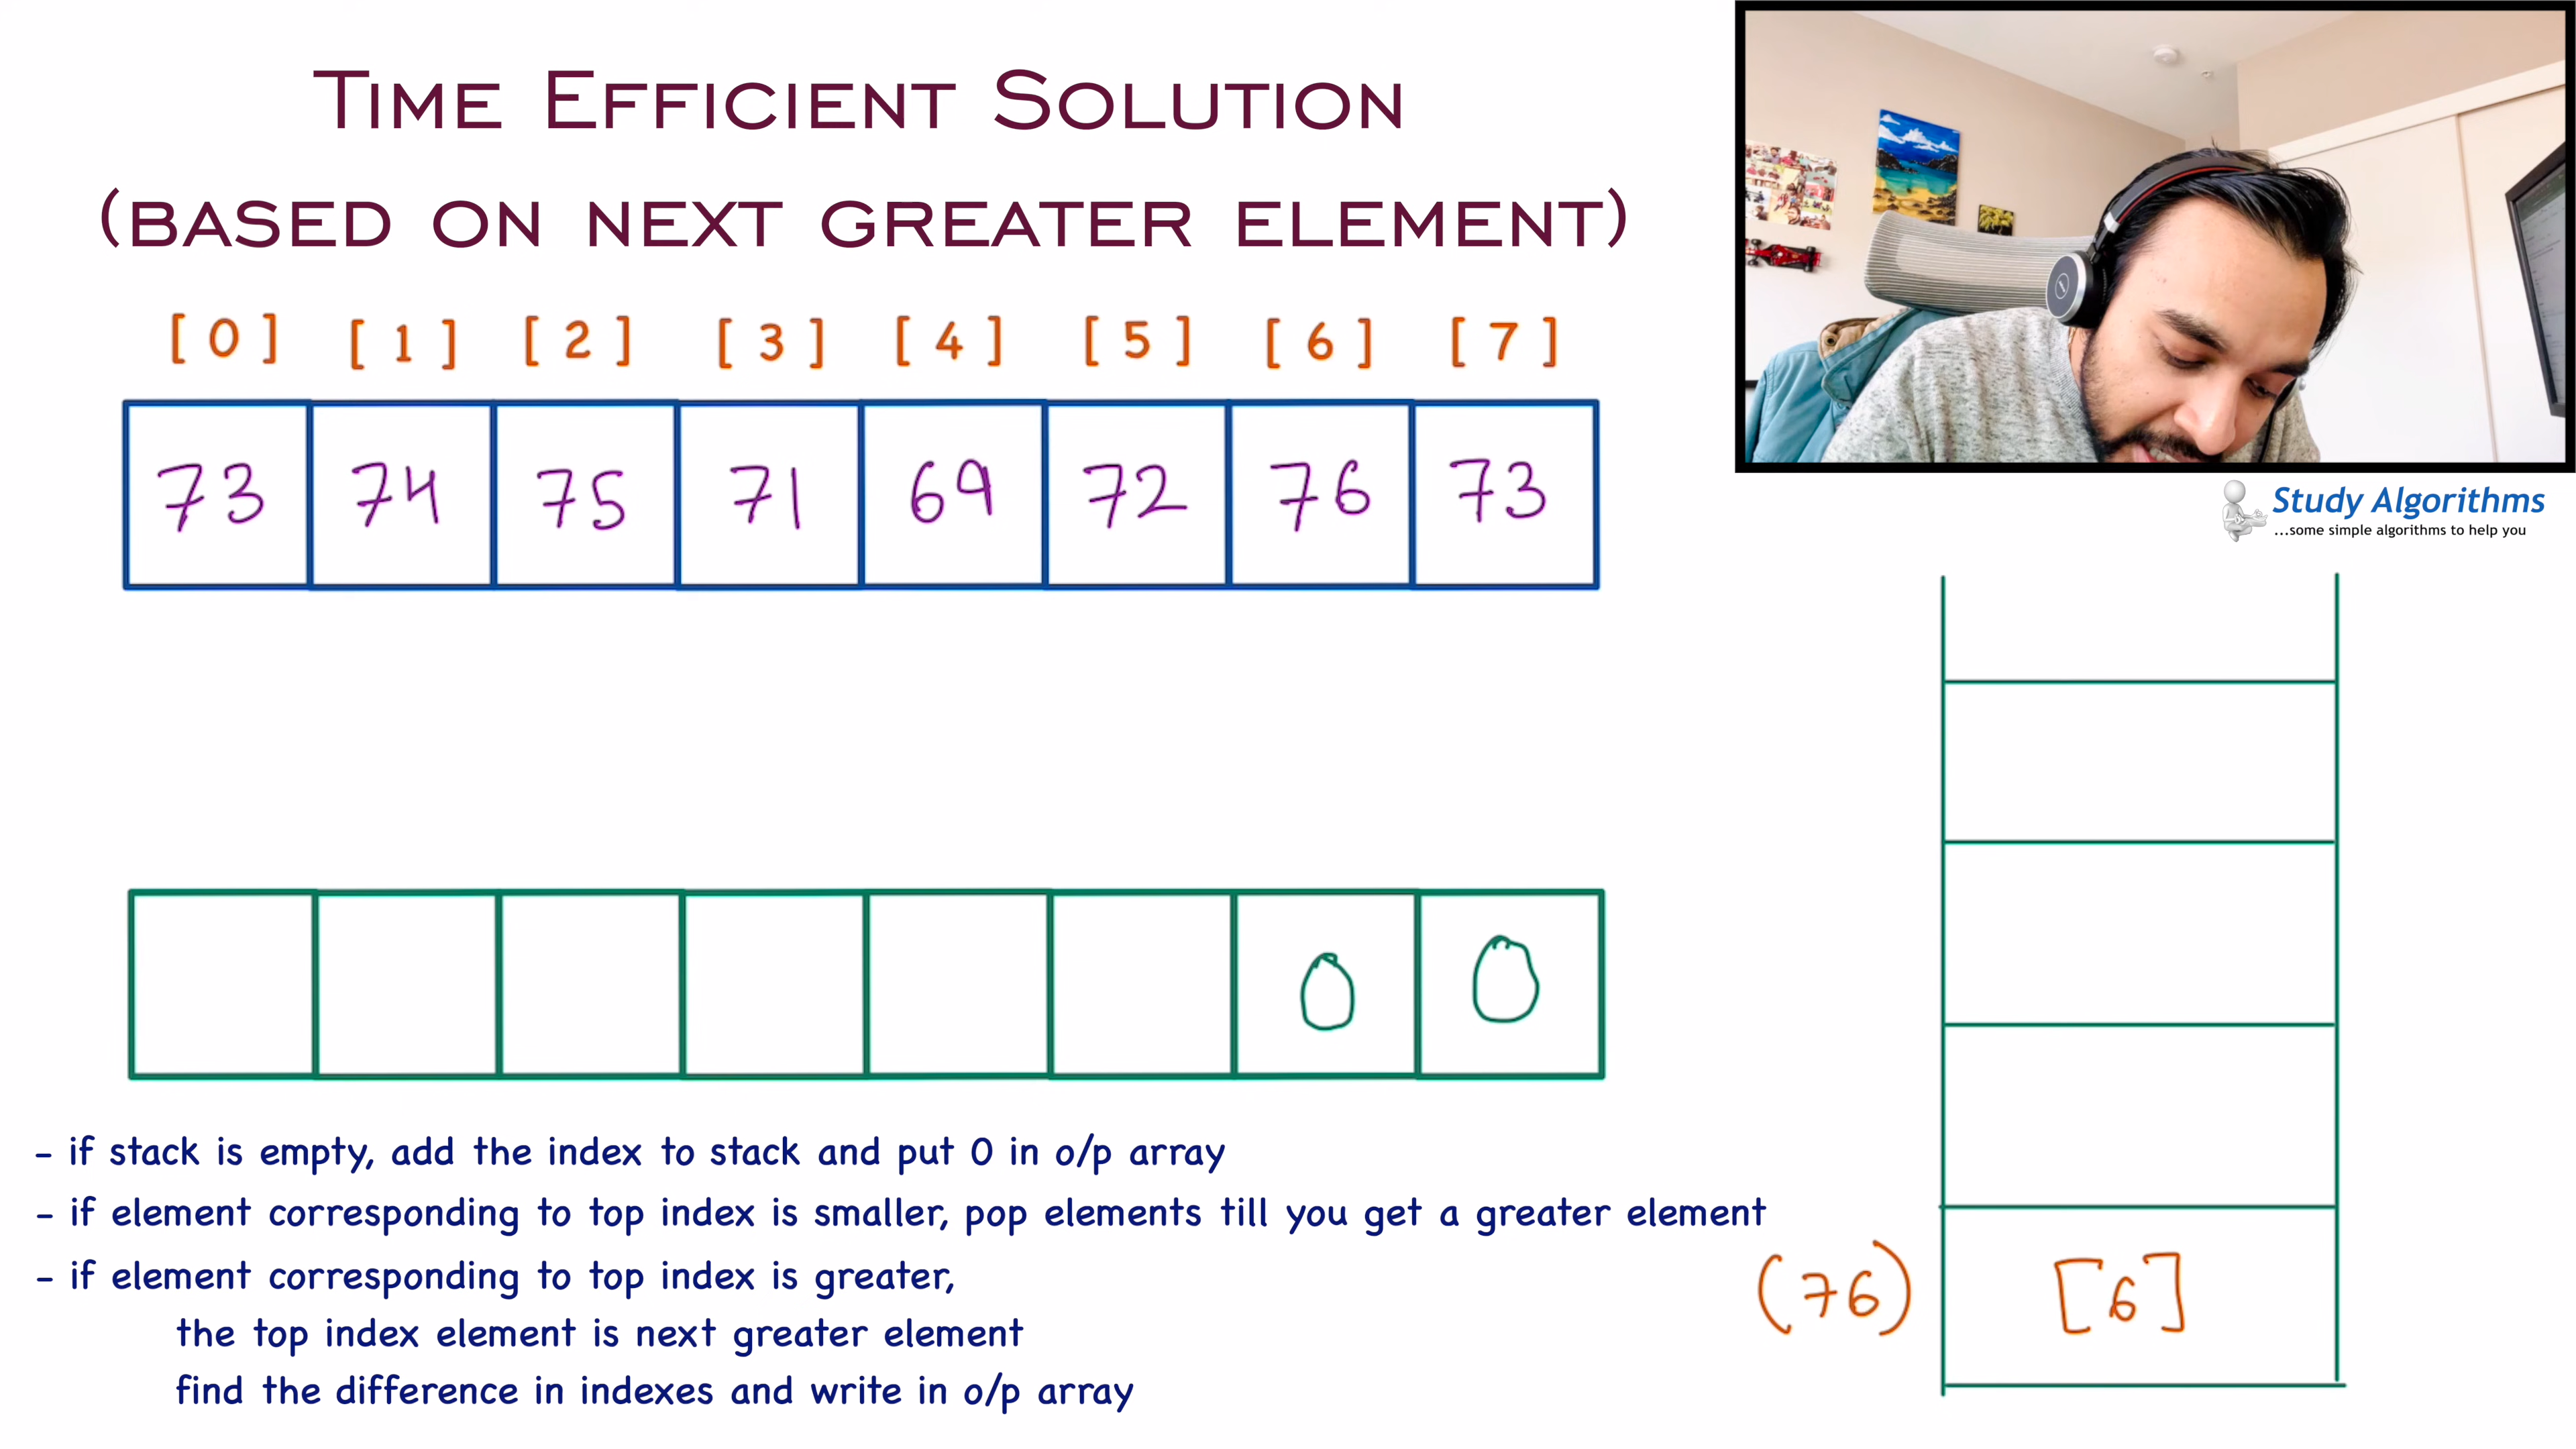 TIME EFFICIENT SOLUTION
(BASED ON NEXT GREATER ELEMENT)
[0] [1] [2] [3] [4] [5] [6] [7]
73 74 75 71 69 72 76 73
Study Algorithms
...some simple algorithms to help you
0 0
- if stack is empty, add the index to stack and put 0 in o/p array
- if element corresponding to top index is smaller, pop elements till you get a greater element
- if element corresponding to top index is greater,
the top index element is next greater element
find the difference in indexes and write in o/p array
(76) [6]